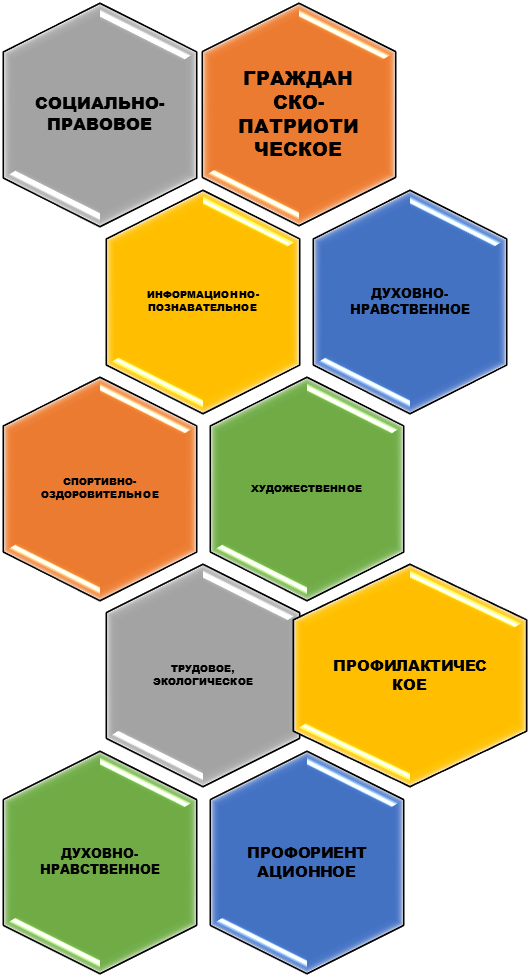 СОЦИАЛЬНО-
ПРАВОВОЕ
ГРАЖДАН
СКО-
ПАТРИОТИ
ЧЕСКОЕ
ИНФОРМАЦИОННО-
ПОЗНАВАТЕЛЬНОЕ
ДУХОВНО-
НРАВСТВЕННОЕ
СПОРТИВНО-
ОЗДОРОВИТЕЛЬНОЕ
ХУДОЖЕСТВЕННОЕ
ТРУДОВОЕ,
ЭКОЛОГИЧЕСКОЕ
ПРОФИЛАКТИЧЕС
КОЕ
ДУХОВНО-
НРАВСТВЕННОЕ
ПРОФОРИЕНТ
АЦИОННОЕ